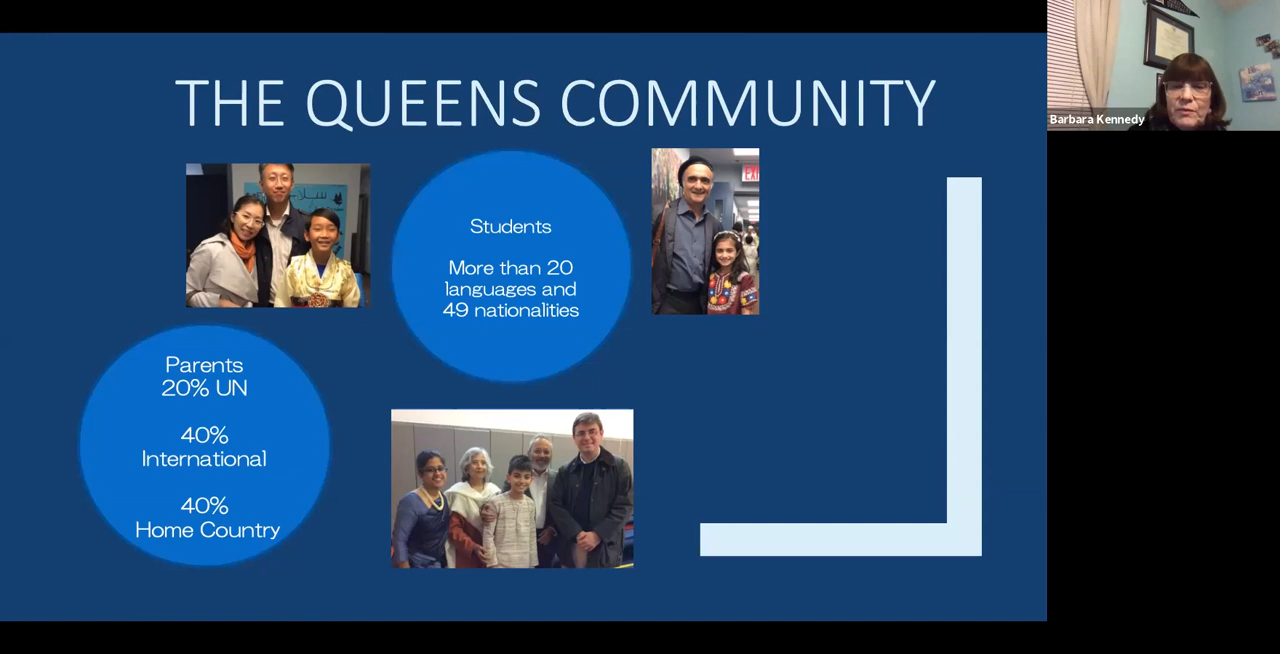 THE QUEENS COMMUNITY
Barbara Kennedy
Students
More than 20
languages and
49 nationalities
EXI
Parents
20% UN
40%
International
40%
Home Country